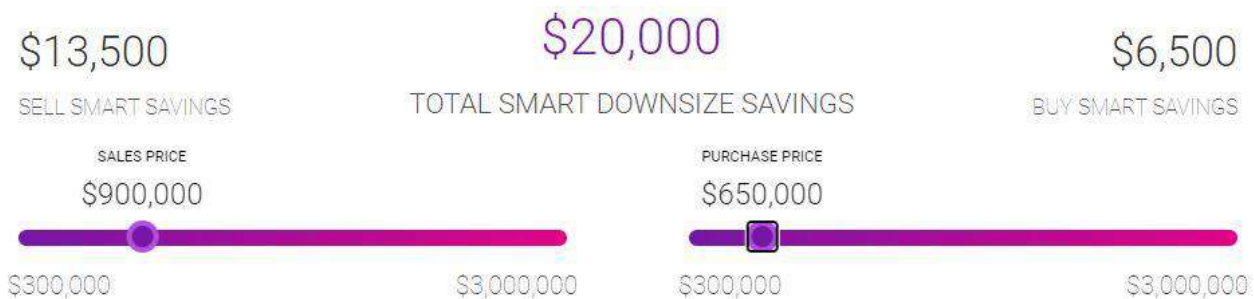 $13,500
SELL SMART SAVINGS
$20,000
TOTAL SMART DOWNSIZE SAVINGS
$6,500
BUY SMART SAVINGS
SALES PRICE
$900,000
$300,000
$3,000,000
PURCHASE PRICE
$650,000
$300,000
$3,000,000